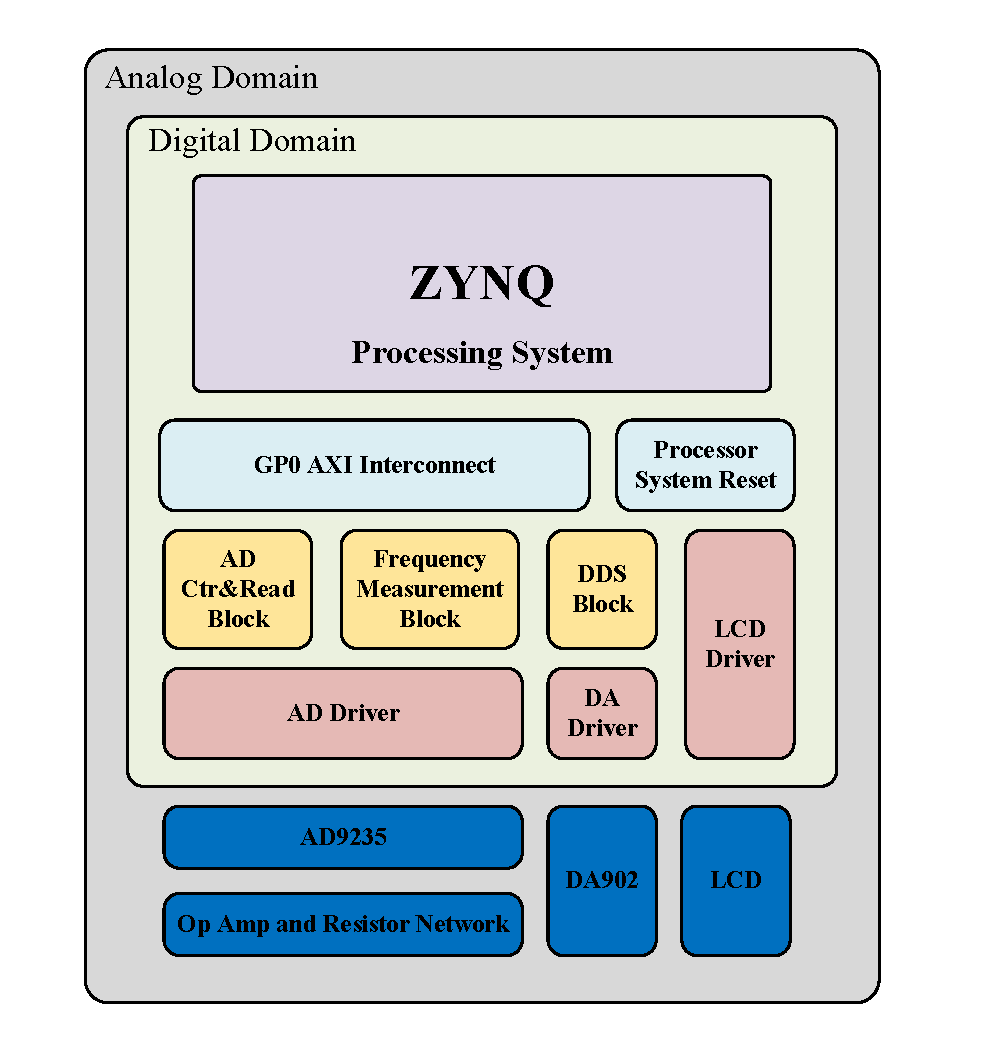 Analog Domain
Digital Domain
ZYNQ
Processing System
GP0 AXI Interconnect
Processor
System Reset
AD
Ctr&Read
Block
Frequency
Measurement
Block
DDS
Block
LCD
Driver
AD Driver
DA
Driver
AD9235
DA902
LCD
Op Amp and Resistor Network